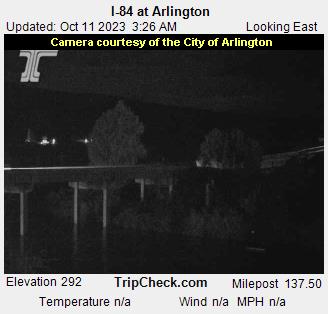 I-84 at Arlington
Updated: Oct 11 2023 3:26 AM Looking East
Camera courtesy of the City of Arlington
Elevation 292 TripCheck.com Milepost 137.50
Temperature n/a Wind n/a MPH n/a